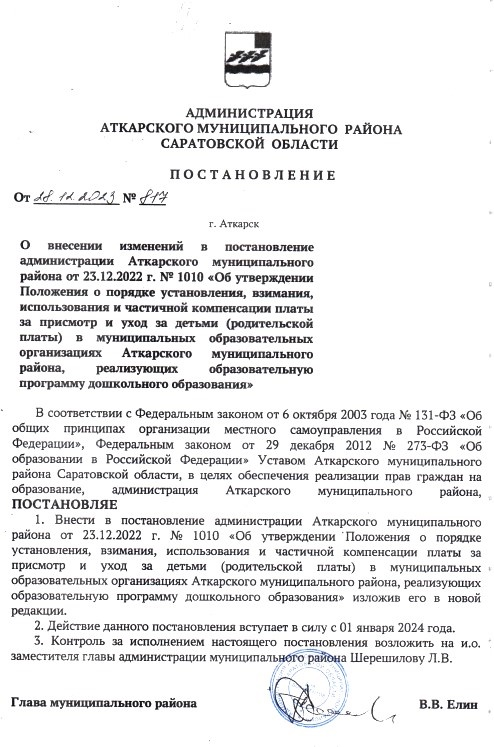 АДМИНИСТРАЦИЯ
АТКАРСКОГО МУНИЦИПАЛЬНОГО РАЙОНА
САРАТОВСКОЙ ОБЛАСТИ
ПОСТАНОВЛЕНИЕ
От 28.12.2023 № 817
г. Аткарск
О внесении изменений в постановление
администрации Аткарского муниципального
района от 23.12.2022 г. № 1010 «Об утверждении
Положения о порядке установления, взимания,
использования и частичной компенсации платы
за присмотр и уход за детьми (родительской
платы) в муниципальных образовательных
организациях Аткарского муниципального
района, реализующих образовательную
программу дошкольного образования»
В соответствии с Федеральным законом от 6 октября 2003 года № 131-ФЗ «Об
общих принципах организации местного самоуправления в Российской
Федерации», Федеральным законом от 29 декабря 2012 № 273-ФЗ «Об
образовании в Российской Федерации» Уставом Аткарского муниципального
района Саратовской области, в целях обеспечения реализации прав граждан на
образование, администрация Аткарского муниципального района,
ПОСТАНОВЛЯЕ
1. Внести в постановление администрации Аткарского муниципального
района от 23.12.2022 г. № 1010 «Об утверждении Положения о порядке
установления, взимания, использования и частичной компенсации платы за
присмотр и уход за детьми (родительской платы) в муниципальных
образовательных организациях Аткарского муниципального района, реализующих
образовательную программу дошкольного образования» изложив его в новой
редакции.
2. Действие данного постановления вступает в силу с 01 января 2024 года.
3. Контроль за исполнением настоящего постановления возложить на и.о.
заместителя главы администрации муниципального района Шерешилову Л.В.
Глава муниципального района В.В. Елин